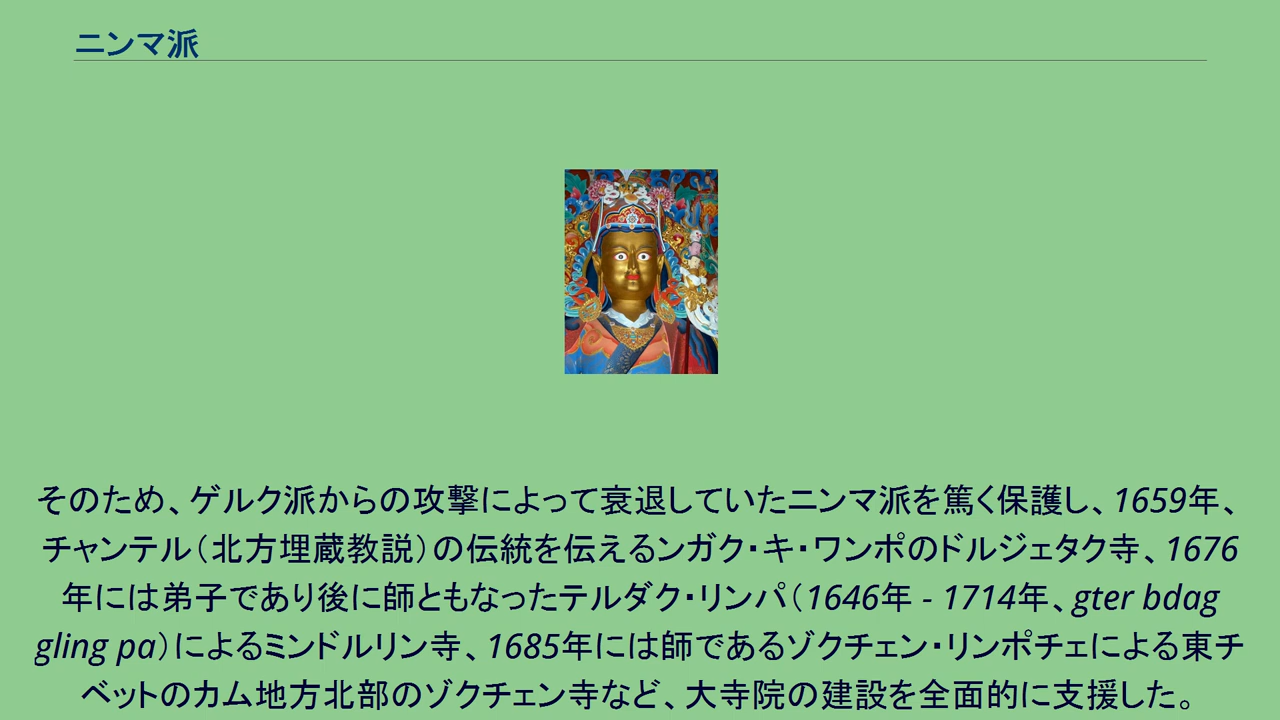 ニンマ派
そのため、ゲルク派からの攻撃によって衰退していたニンマ派を篤く保護し、1659年、
チャンテル（北方埋蔵教説）の伝統を伝えるンガク・キ・ワンポのドルジェタク寺、1676
年には弟子であり後に師ともなったテルダク・リンパ（1646年 - 1714年、gter bdag
gling pa）によるミンドルリン寺、1685年には師であるゾクチェン・リンポチェによる東チ
ベットのカム地方北部のゾクチェン寺など、大寺院の建設を全面的に支援した。